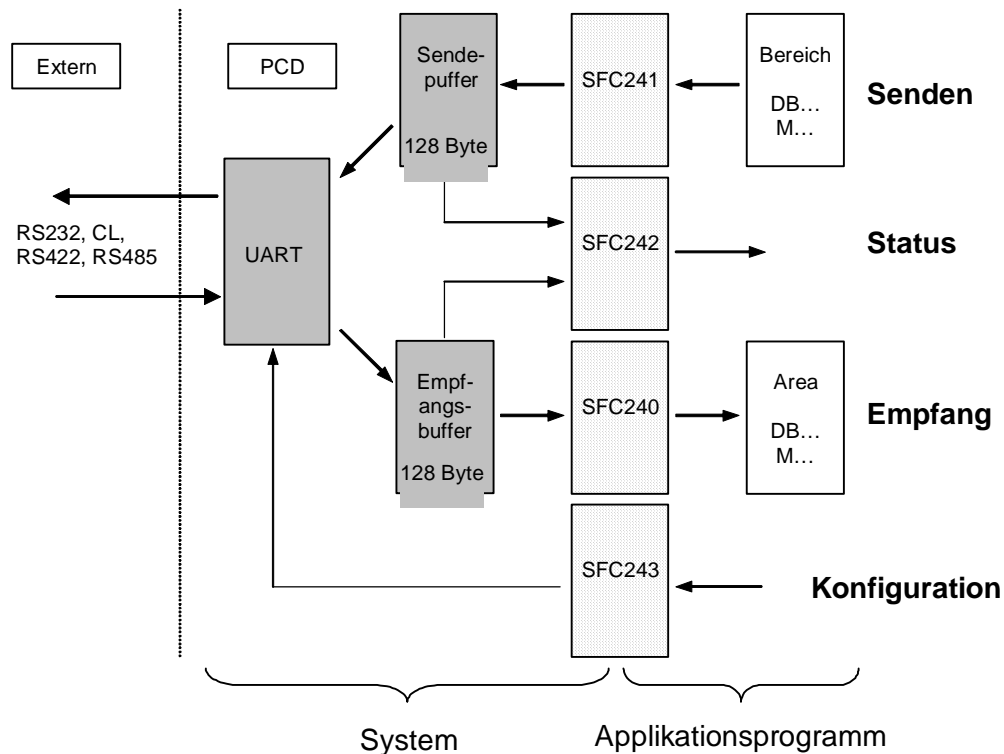 Extern
PCD
Sende-
puffer
128 Byte
SFC241
Bereich
DB...
M...
Senden
RS232, CL,
RS422, RS485
UART
SFC242
Status
Empf-
angs-
buffer
128 Byte
SFC240
Area
DB...
M...
Empfang
SFC243
Konfiguration
System
Applikationsprogramm